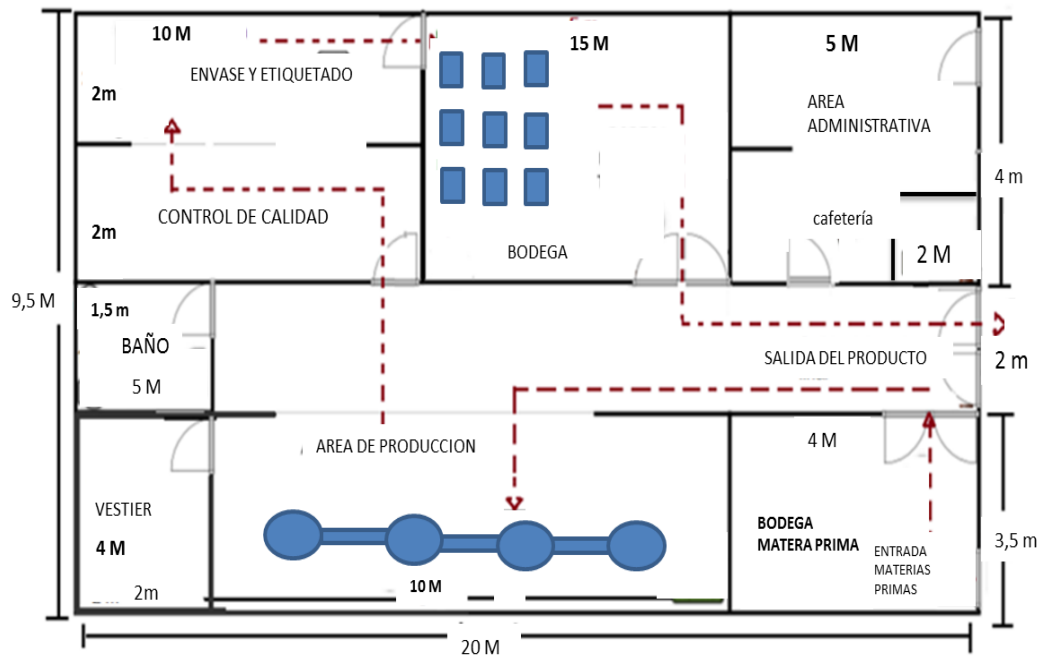 10 M
15 M
5 M
ENVASE Y ETIQUETADO
2m
AREA
ADMINISTRATIVA
4 m
CONTROL DE CALIDAD
2m
cafetería
BODEGA
2 M
9,5 M
1,5 m
BAÑO
5 M
SALIDA DEL PRODUCTO
2 m
AREA DE PRODUCCION
4 M
VESTIER
4 M
2m
BODEGA
MATERA PRIMA
ENTRADA
MATERIAS
PRIMAS
3,5 m
10 M
20 M